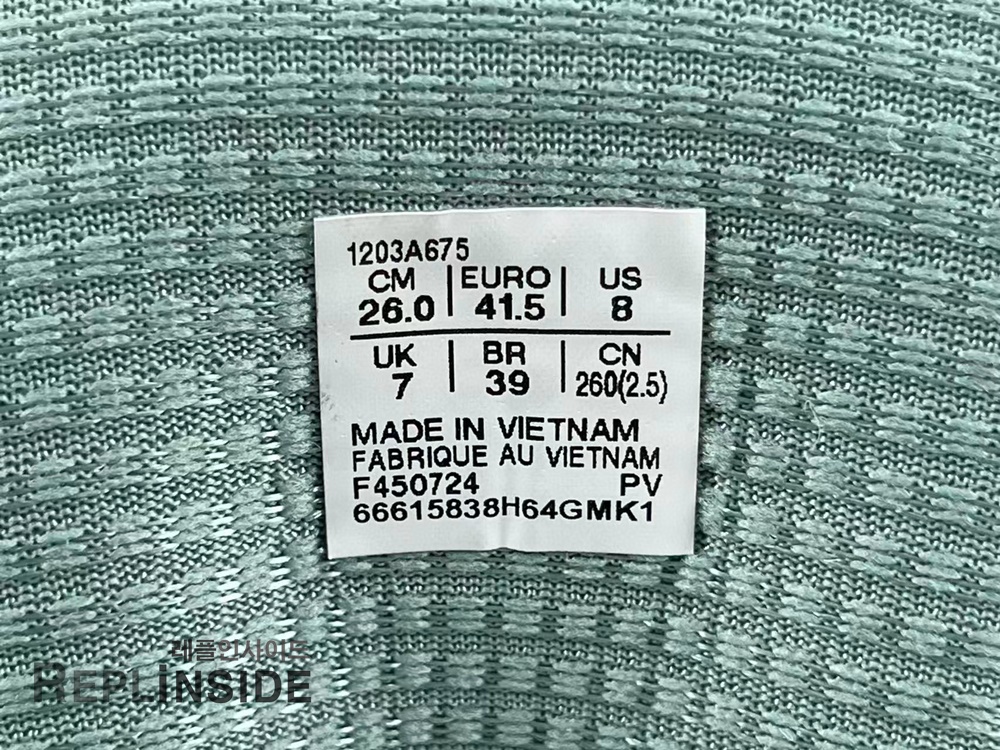 1203A675
CM EURO US
26.0 41.5 8
UK BR CN
7 39 260(2.5)
MADE IN VIETNAM
FABRIQUE AU VIETNAM
F450724 PV
66615838H64GMK1
레플인사이드
REPLINSIDE